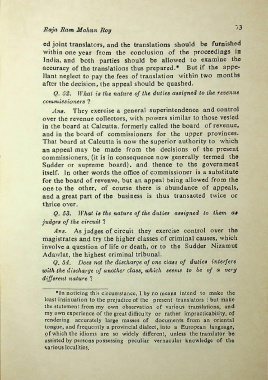 Raja Ram Mohan Roy 73
ed joint translators, and the translations should be furnished
within one year from the conclusion of the proceedings in
India, and both parties should be allowed to examine the
accuracy of the translations thus prepared.* But if the appe-
llant neglect to pay the fees of translation within two months
after the decision, the appeal should be quashed.
Q. 52. What is the nature of the duties assigned to the revenue
commissioners ?
Ans. They exercise a general superintendence and control
over the revenue collectors, with powers similar to those vested
in the board at Calcutta, formerly called the board of revenue,
and in the board of commissioners for the upper provinces.
That board at Calcutta is now the superior authority to which
an appeal may be made from the decisions of the present
commissioners, (it is in consequence now generally termed the
Sudder or supreme board), and thence to the government
itself. In other words the office of commissioner is a substitute
for the board of revenue, but an appeal being allowed from the
one to the other, of course there is abundance of appeals,
and a great part of the business is thus transacted twice or
thrice over.
Q. 53. What is the nature of the duties assigned to them as
judges of the circuit ?
Ans. As judges of circuit they exercise control over the
magistrates and try the higher classes of criminal causes, which
involve a question of life or death, or to the Sudder Nizamut
Adawlat, the highest criminal tribunal.
Q. 54. Does not the discharge of one class of duties interfere
with the discharge of another class, which seems to be of a very
different nature ?
*In noticing this circumstance, I by no means intend to make the
least insinuation to the prejudice of the present translators ; but make
the statement from my own observation of various translations, and
my own experience of the great difficulty or rather impracticability, of
rendering accurately large masses of documents from an oriental
tongue, and frequently a provincial dialect, into a European language,
of which the idioms are so widely different, unless the translator be
assisted by persons possessing peculiar vernacular knowledge of the
various localities.